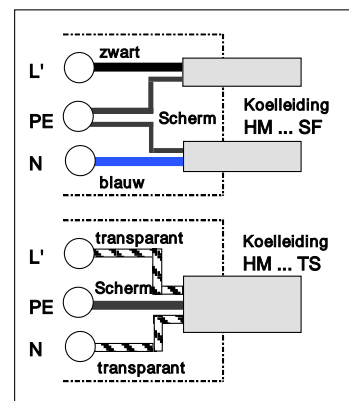 zwart
L'
PE
Scherm
Koelleiding
HM ... SF
N
blauw
transparant
L'
Koelleiding
HM ... TS
Scherm
PE
N
transparant